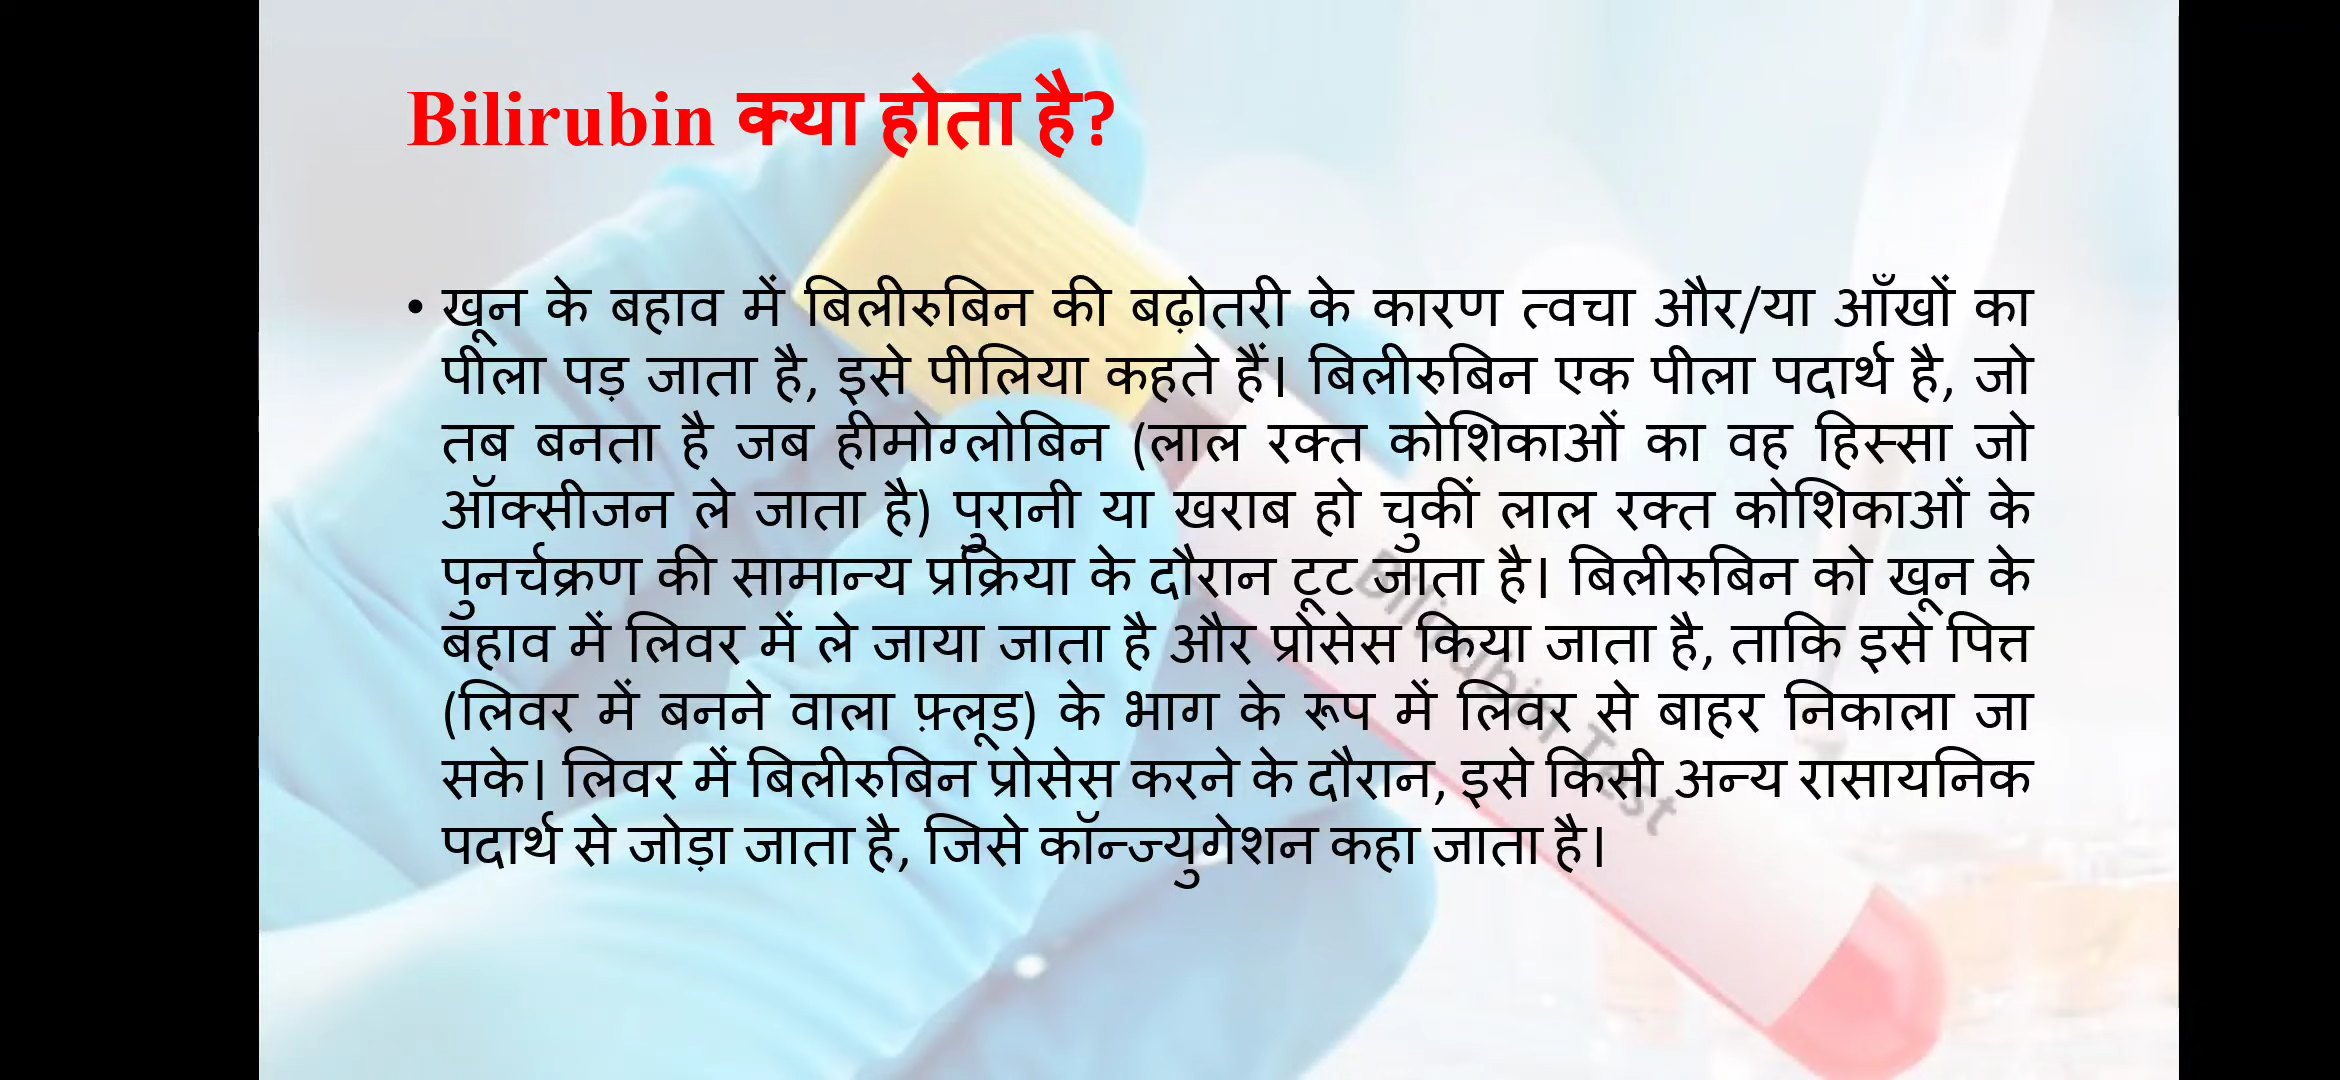 Bilirubin क्या होता है?
• खून के बहाव में बिलीरुबिन की बढ़ोतरी के कारण त्वचा और/या आँखों का
पीला पड़ जाता है, इसे पीलिया कहते हैं। बिलीरुबिन एक पीला पदार्थ है, जो
तब बनता है जब हीमोग्लोबिन (लाल रक्त कोशिकाओं का वह हिस्सा जो
ऑक्सीजन ले जाता है) पुरानी या खराब हो चुकीं लाल रक्त कोशिकाओं के
पुनर्चक्रण की सामान्य प्रक्रिया के दौरान टूट जाता है। बिलीरुबिन को खून के
बहाव में लिवर में ले जाया जाता है और प्रोसेस किया जाता है, ताकि इसे पित्त
(लिवर में बनने वाला फ़्लूड) के भाग के रूप में लिवर से बाहर निकाला जा
सके। लिवर में बिलीरुबिन प्रोसेस करने के दौरान, इसे किसी अन्य रासायनिक
पदार्थ से जोड़ा जाता है, जिसे कॉन्ज्युगेशन कहा जाता है।
Bilirubin Test